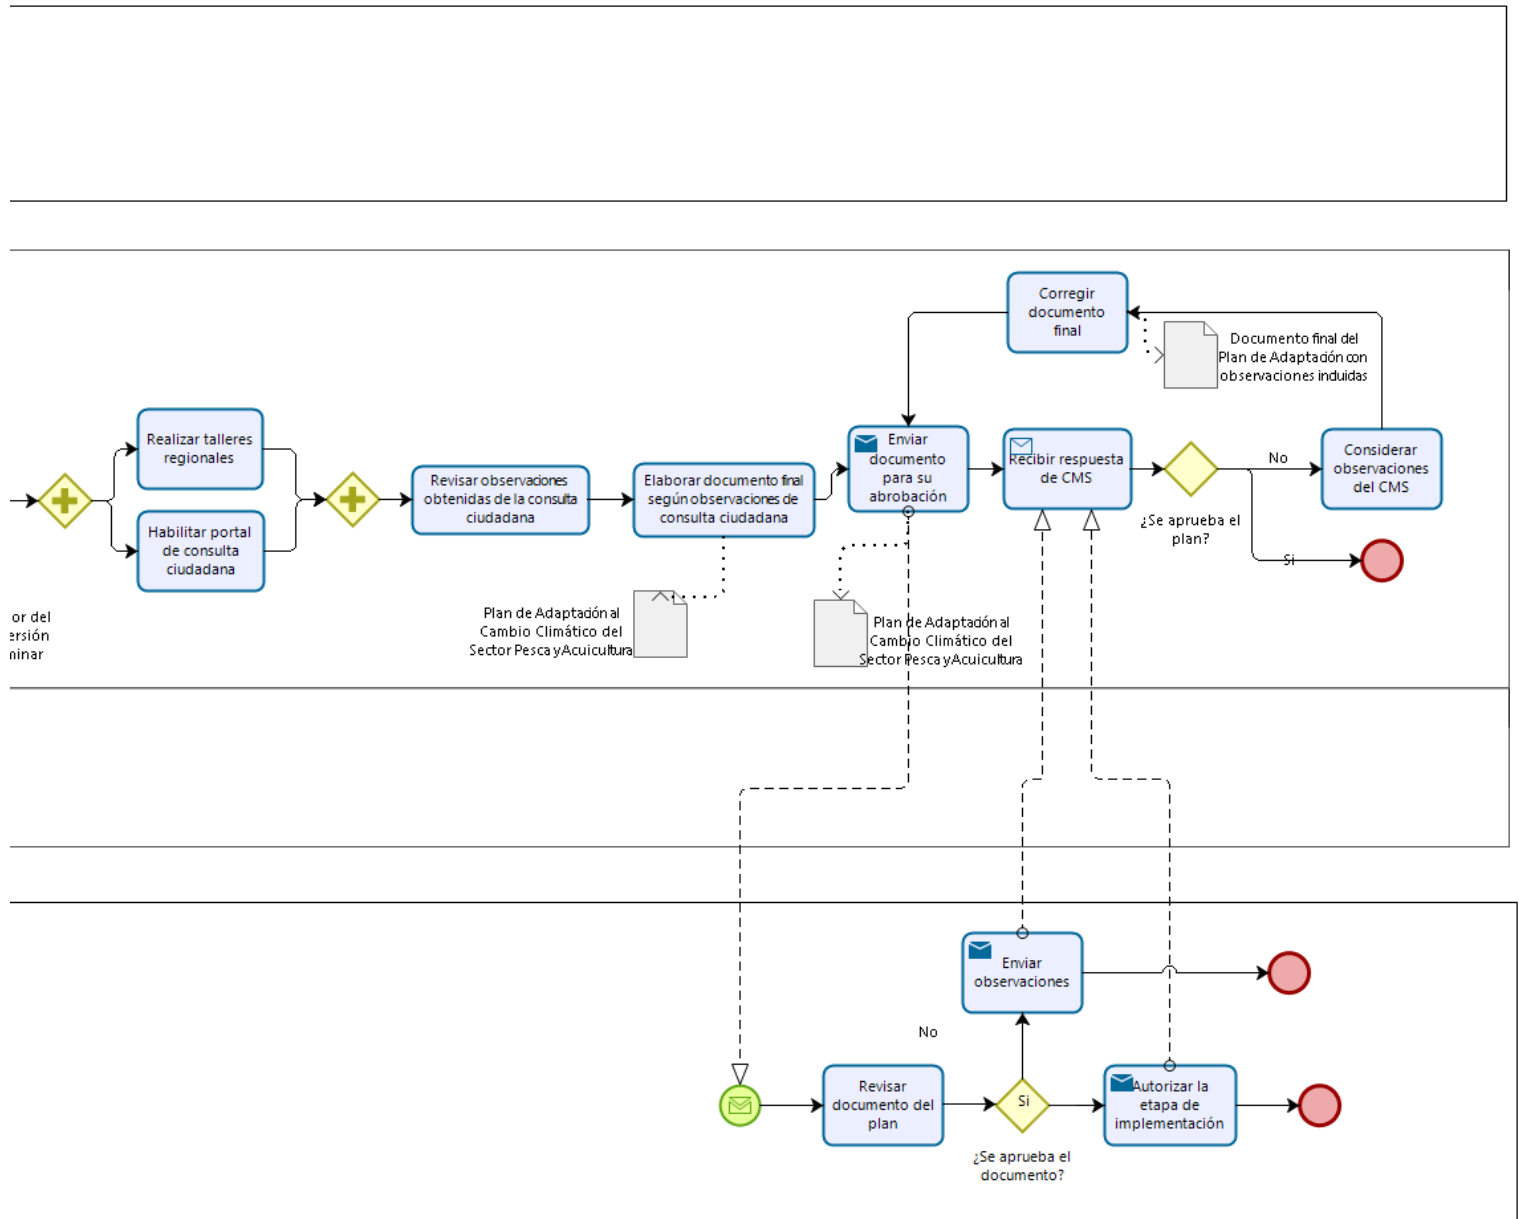 Corregir
documento
final
Documento final del
Plan de Adaptación con
observaciones incluidas
Realizar talleres
regionales
Habilitar portal
de consulta
ciudadana
Revisar observaciones
obtenidas de la consulta
ciudadana
Elaborar documento final
según observaciones de
consulta ciudadana
Enviar
documento
para su
aprobación
Recibir respuesta
de CMS
¿Se aprueba el
plan?
No
Si
Considerar
observaciones
del CMS
or del
ersión
minar
Plan de Adaptación al
Cambio Climático del
Sector Pesca y Acuicultura
Plan de Adaptación al
Cambio Climático del
Sector Pesca y Acuicultura
Enviar
observaciones
No
Revisar
documento del
plan
Si
¿Se aprueba el
documento?
Autorizar la
etapa de
implementación